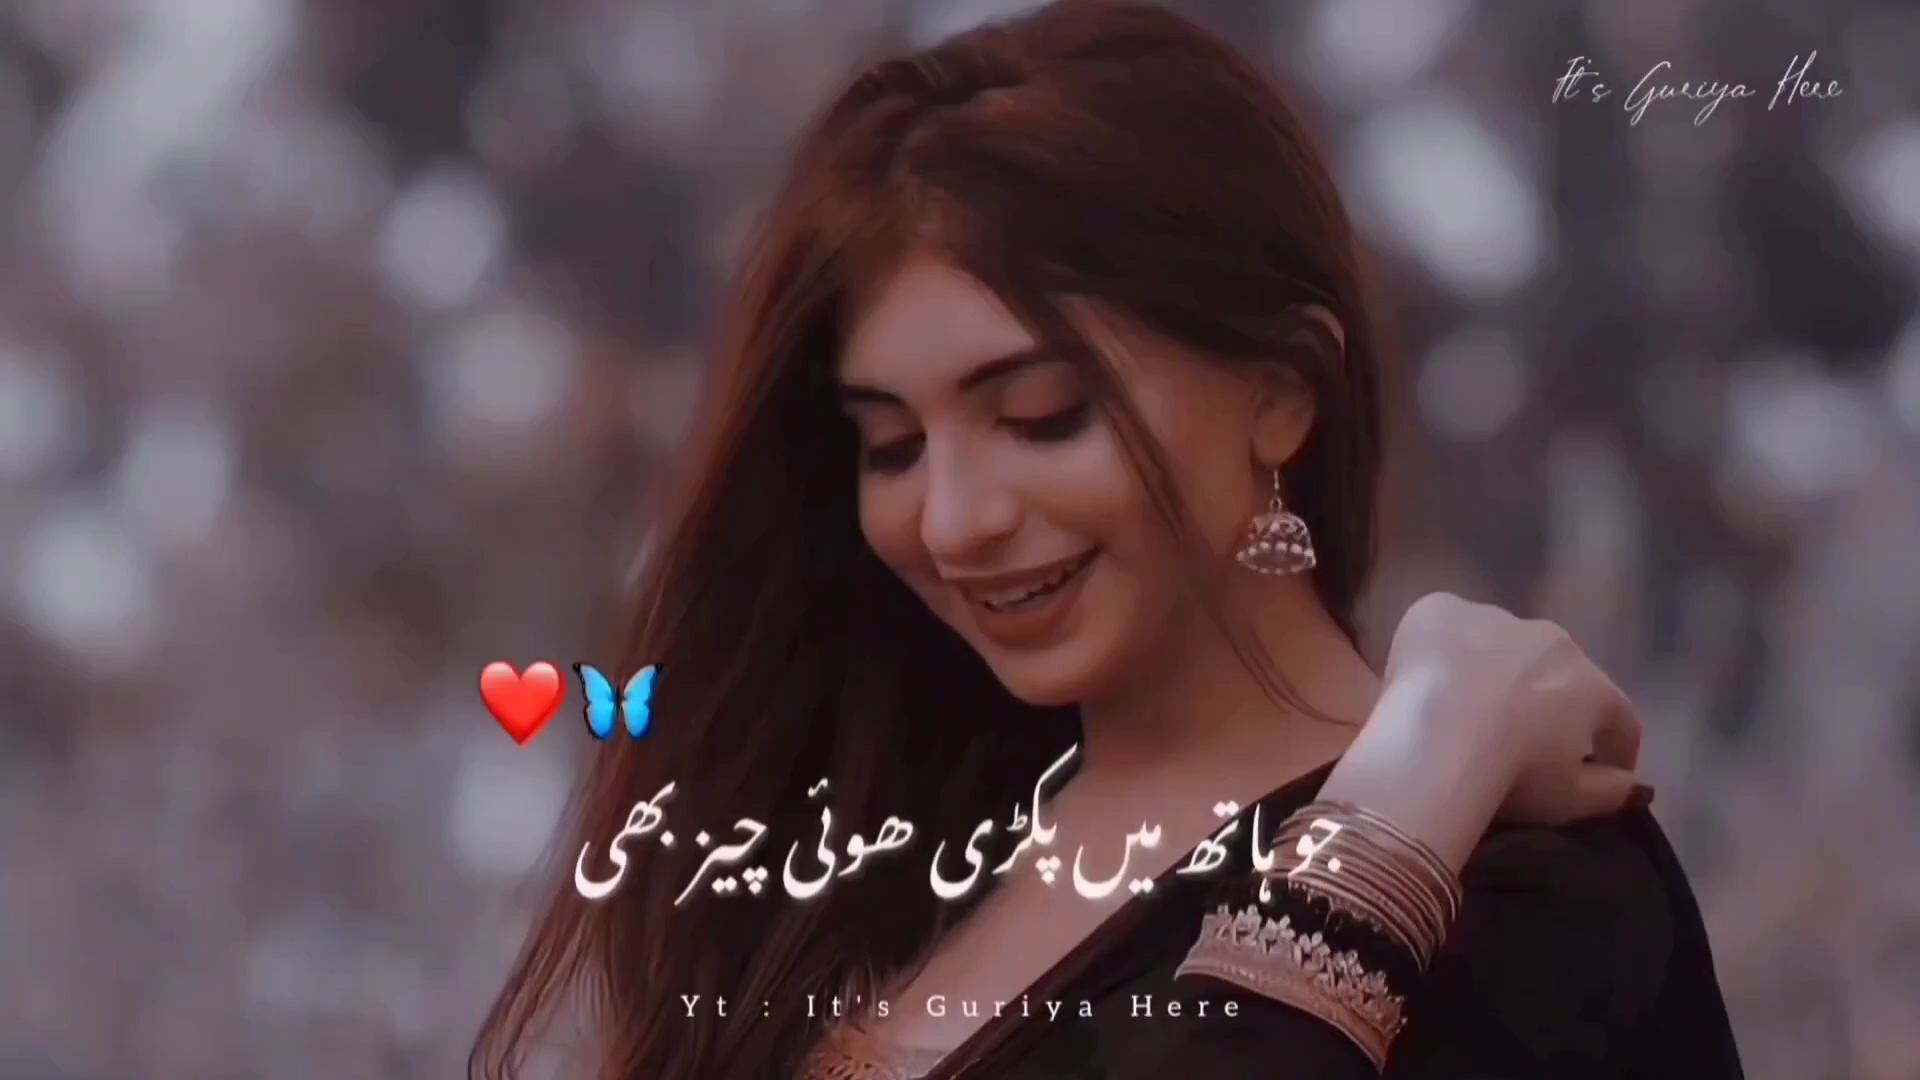 It's Guriya Here
❤️🦋
جو ہاتھ میں پکڑی ھوئی چیز بھی
Yt : It's Guriya Here